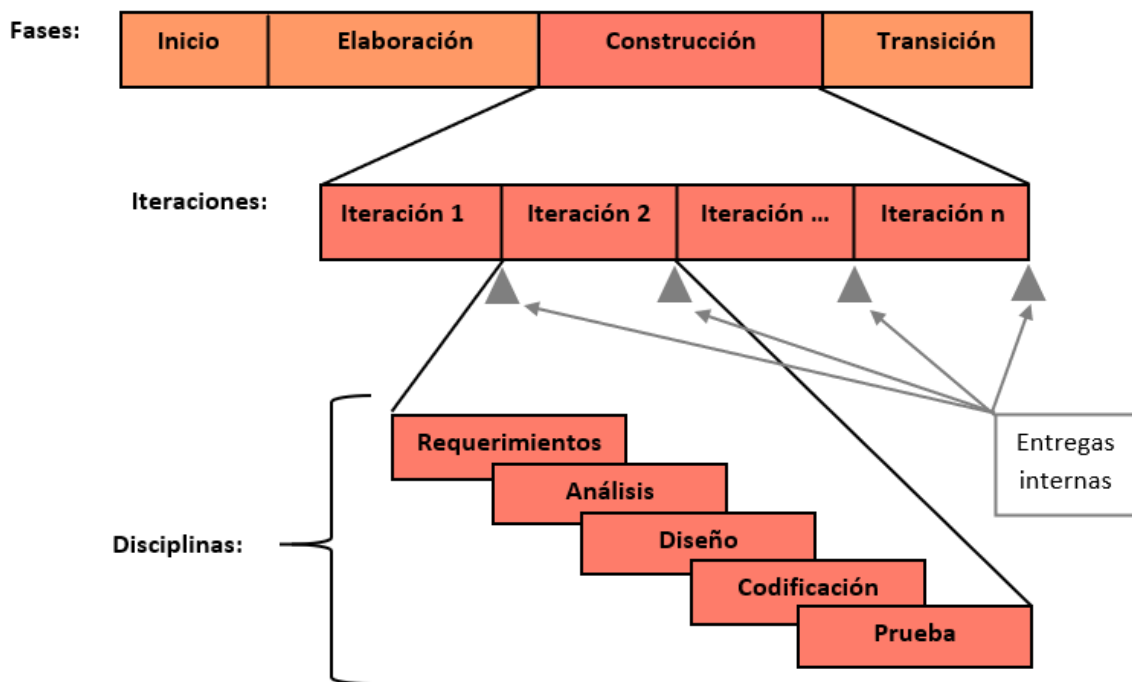 Fases:
Inicio
Elaboración
Construcción
Transición
Iteraciones:
Iteración 1
Iteración 2
Iteración ...
Iteración n
Entregas
internas
Disciplinas:
Requerimientos
Análisis
Diseño
Codificación
Prueba